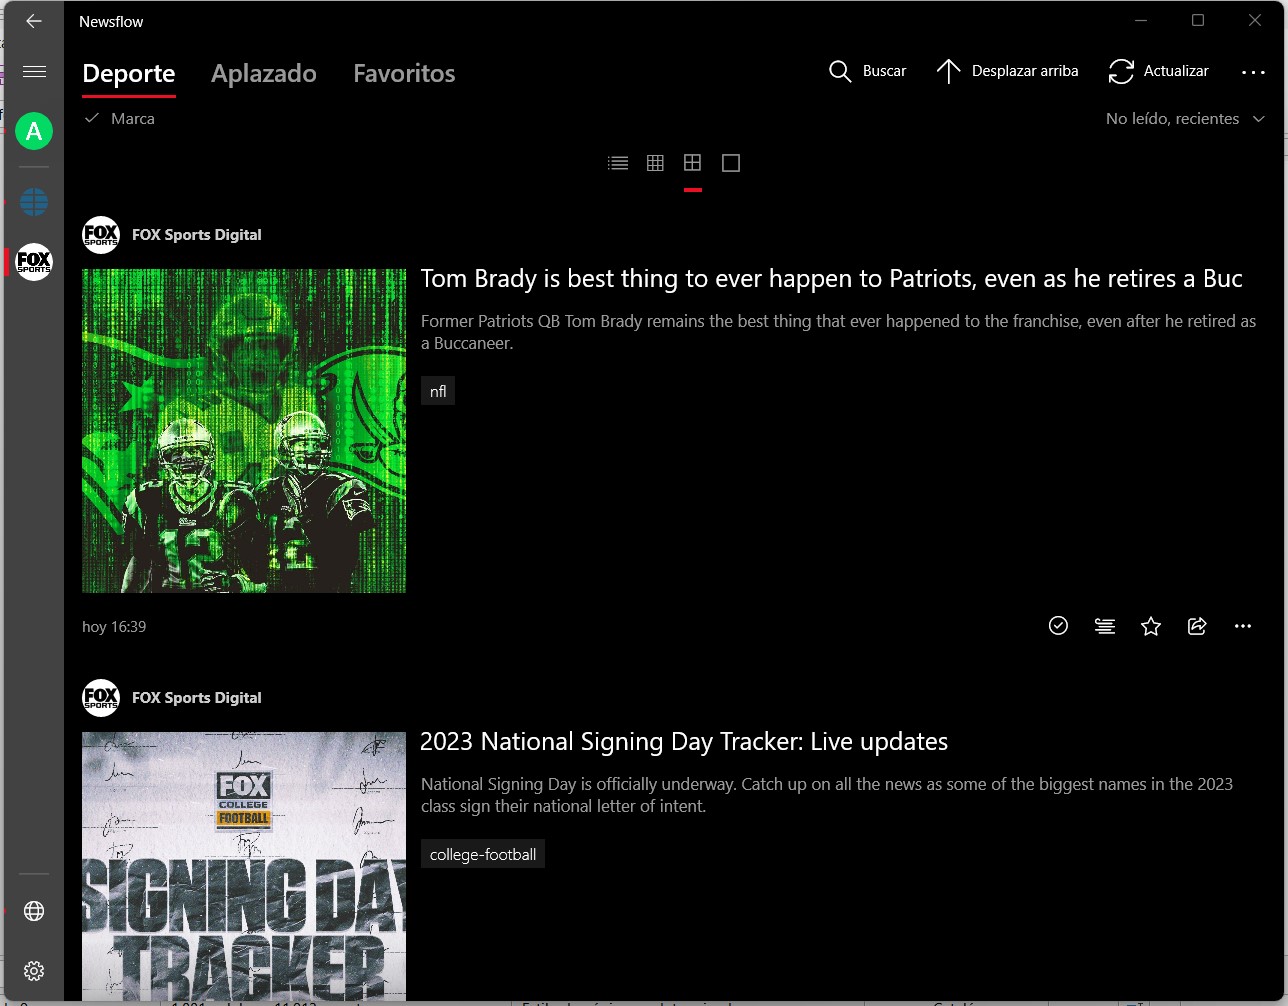 Newsflow
Deporte Aplazado Favoritos
Buscar Desplazar arriba Actualizar
Marca
No leído, recientes
A
FOX
SPORTS
FOX
SPORTS
FOX Sports Digital
Tom Brady is best thing to ever happen to Patriots, even as he retires a Buc
Former Patriots QB Tom Brady remains the best thing that ever happened to the franchise, even after he retired as
a Buccaneer.
nfl
12
hoy 16:39
FOX
SPORTS
FOX Sports Digital
2023 National Signing Day Tracker: Live updates
National Signing Day is officially underway. Catch up on all the news as some of the biggest names in the 2023
class sign their national letter of intent.
college-football
FOX
COLLEGE
FOOTBALL
SIGNING DAY
TRACKER